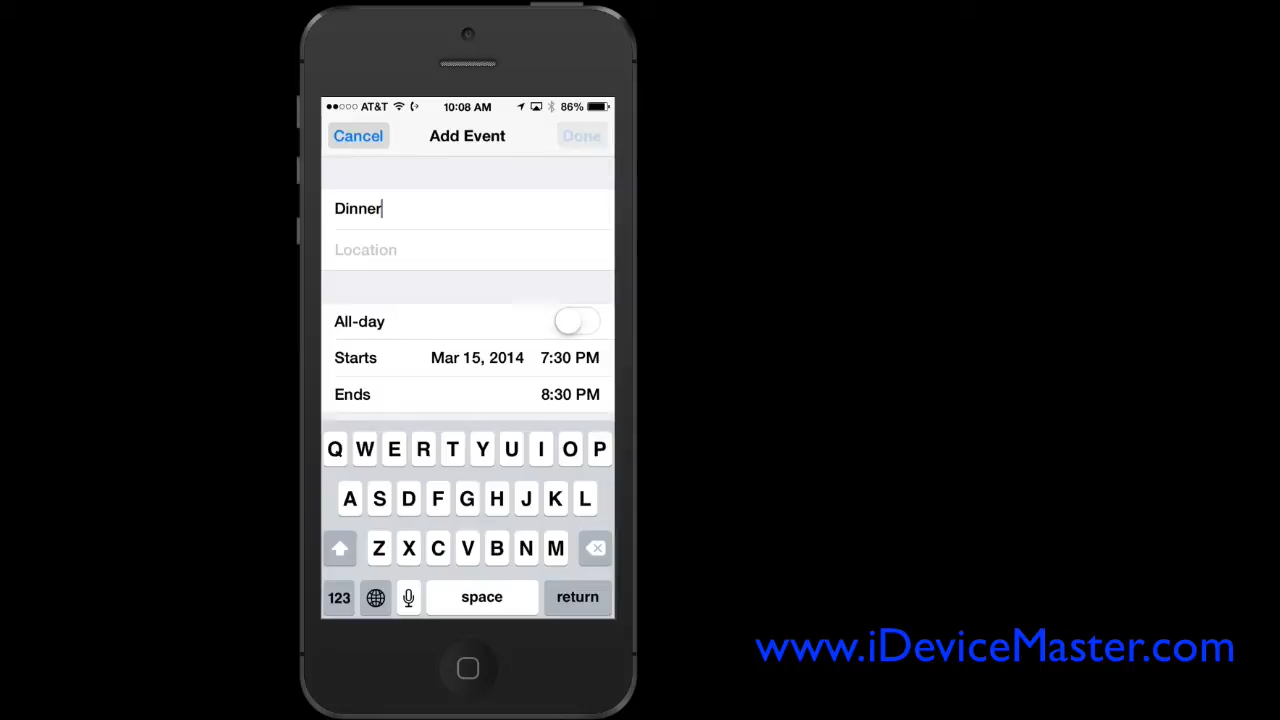 AT&T 10:08 AM 86%
Cancel Add Event Done
Dinner
Location
All-day
Starts Mar 15, 2014 7:30 PM
Ends 8:30 PM
Q W E R T Y U I O P
A S D F G H J K L
Z X C V B N M
123 space return
www.iDeviceMaster.com